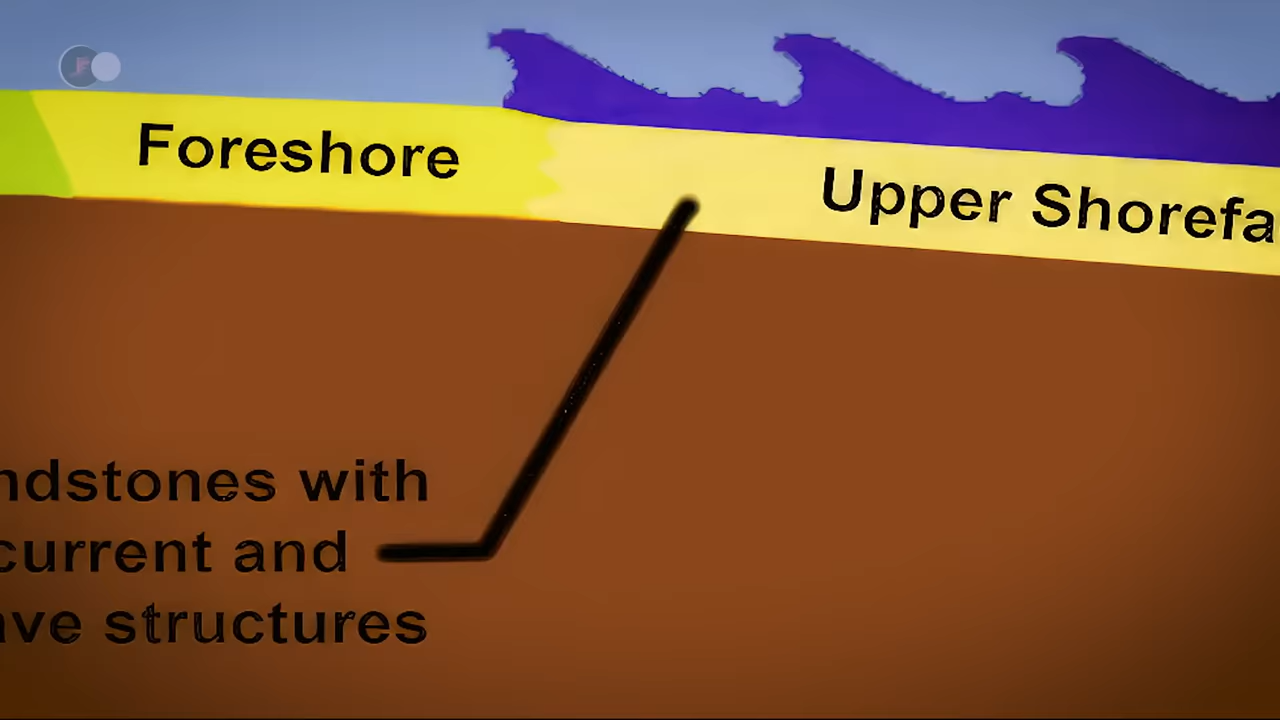 Foreshore
Upper Shorefa
ndstones with
current and
ave structures